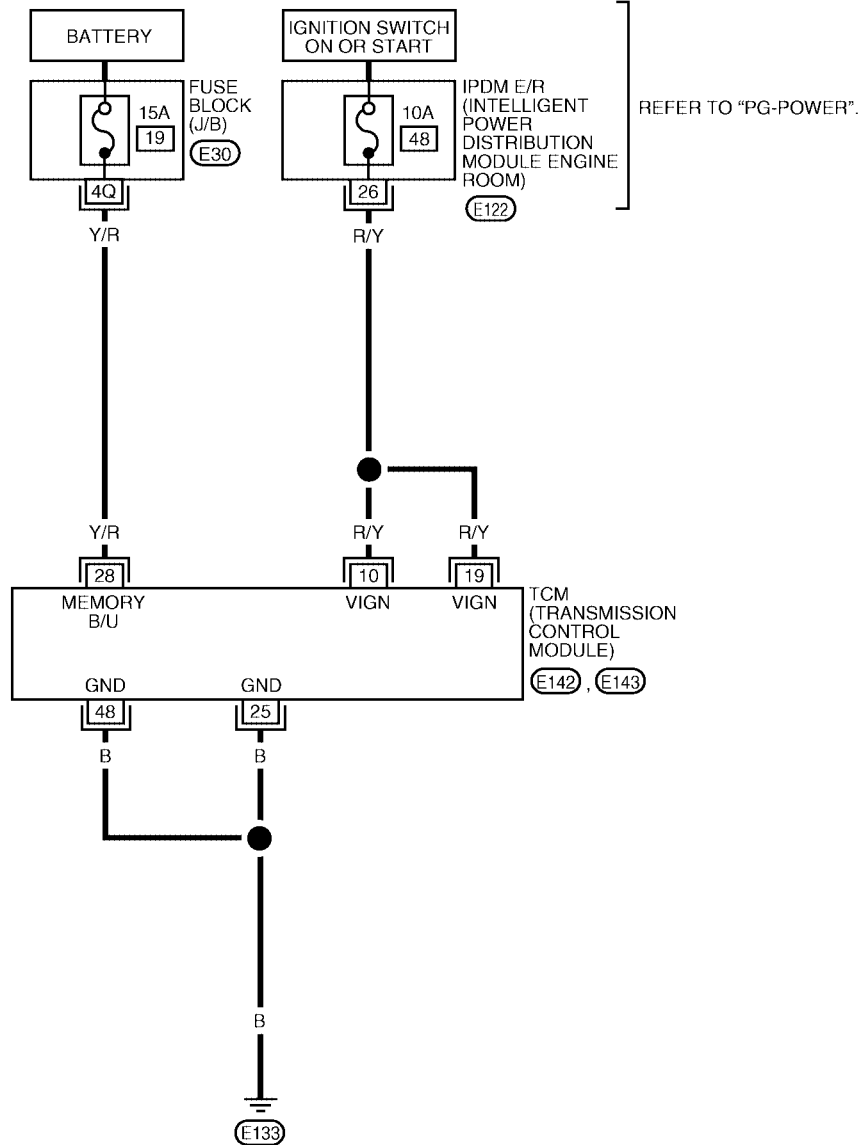 BATTERY
IGNITION SWITCH
ON OR START
FUSE
BLOCK
(J/B)
E30
15A
19
4Q
Y/R
10A
48
26
R/Y
IPDM E/R
(INTELLIGENT
POWER
DISTRIBUTION
MODULE ENGINE
ROOM)
E122
REFER TO “PG-POWER”.
Y/R
R/Y
R/Y
28
10
19
MEMORY
B/U
VIGN
VIGN
TCM
(TRANSMISSION
CONTROL
MODULE)
E142 , E143
GND
GND
48
25
B
B
B
E133